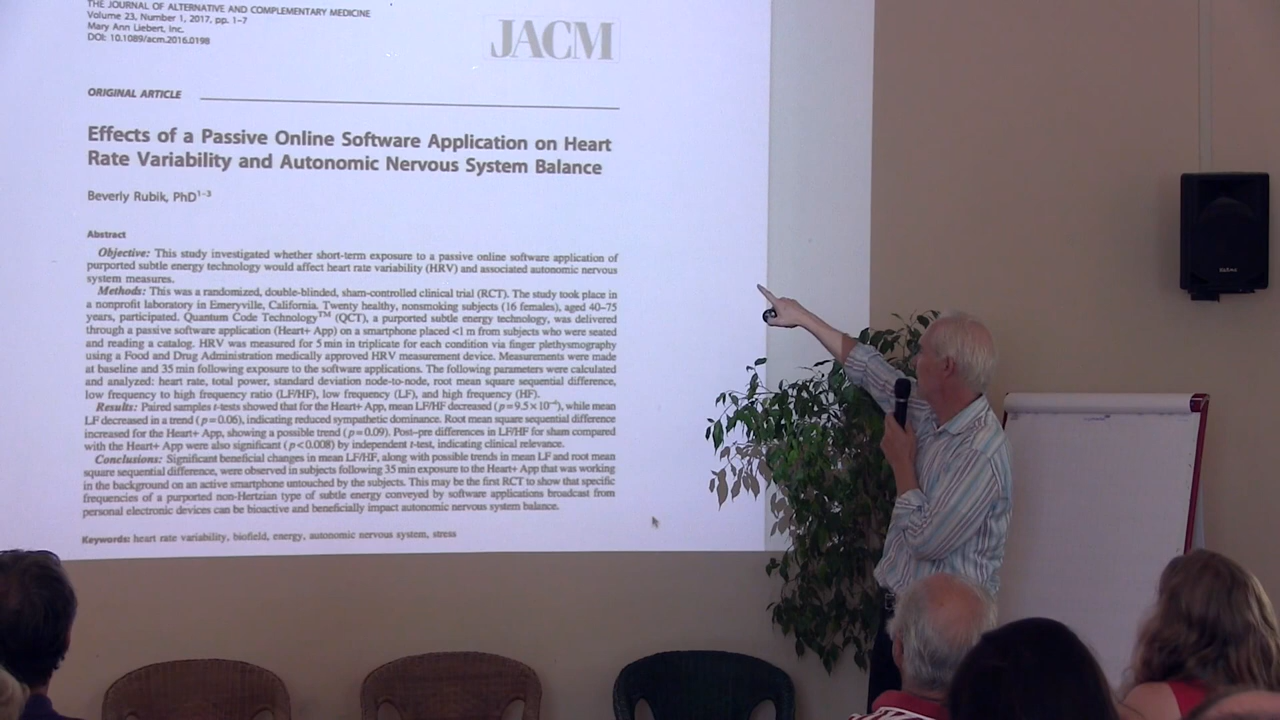 THE JOURNAL OF ALTERNATIVE AND COMPLEMENTARY MEDICINE
Volume 23, Number 1, 2017, pp. 1–7
Mary Ann Liebert, Inc.
DOI: 10.1089/acm.2016.0198
JACM
ORIGINAL ARTICLE
Effects of a Passive Online Software Application on Heart
Rate Variability and Autonomic Nervous System Balance
Beverly Rubik, PhD1–3
Abstract
Objective: This study investigated whether short-term exposure to a passive online software application of
purported subtle energy technology would affect heart rate variability (HRV) and associated autonomic nervous
system measures.
Methods: This was a randomized, double-blinded, sham-controlled clinical trial (RCT). The study took place in
a nonprofit laboratory in Emeryville, California. Twenty healthy, nonsmoking subjects (16 females), aged 40–75
years, participated. Quantum Code Technology™ (QCT), a purported subtle energy technology, was delivered
through a passive software application (Heart+ App) on a smartphone placed <1 m from subjects who were seated
and reading a catalog. HRV was measured for 5 min in triplicate for each condition via finger plethysmography
using a Food and Drug Administration medically approved HRV measurement device. Measurements were made
at baseline and 35 min following exposure to the software applications. The following parameters were calculated
and analyzed: heart rate, total power, standard deviation node-to-node, root mean square sequential difference,
low frequency to high frequency ratio (LF/HF), low frequency (LF), and high frequency (HF).
Results: Paired samples t-tests showed that for the Heart+ App, mean LF/HF decreased (p=9.5×10⁻⁴), while mean
LF decreased in a trend (p=0.06), indicating reduced sympathetic dominance. Root mean square sequential difference
increased for the Heart+ App, showing a possible trend (p=0.09). Post–pre differences in LF/HF for sham compared
with the Heart+ App were also significant (p<0.008) by independent t-test, indicating clinical relevance.
Conclusions: Significant beneficial changes in mean LF/HF, along with possible trends in mean LF and root mean
square sequential difference, were observed in subjects following 35 min exposure to the Heart+ App that was working
in the background on an active smartphone untouched by the subjects. This may be the first RCT to show that specific
frequencies of a purported non-Hertzian type of subtle energy conveyed by software applications broadcast from
personal electronic devices can be bioactive and beneficially impact autonomic nervous system balance.
Keywords: heart rate variability, biofield, energy, autonomic nervous system, stress